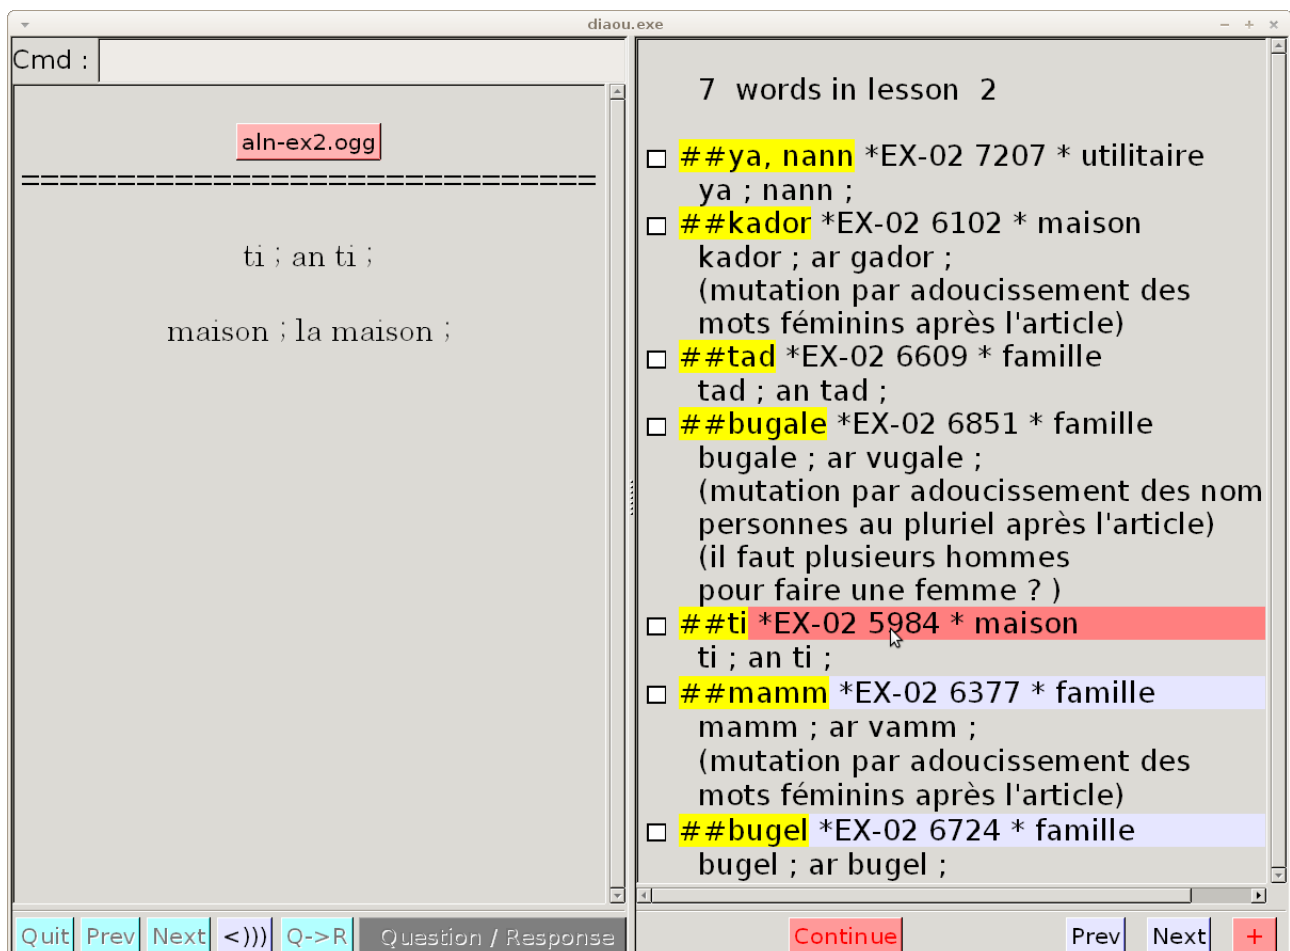 diaou.exe
Cmd :
aln-ex2.ogg
==============================
ti ; an ti ;
maison ; la maison ;
Quit Prev Next <))) Q->R Question / Response
7 words in lesson 2
##ya, nann *EX-02 7207 * utilitaire
ya ; nann ;
##kador *EX-02 6102 * maison
kador ; ar gador ;
(mutation par adoucissement des
mots féminins après l'article)
##tad *EX-02 6609 * famille
tad ; an tad ;
##bugale *EX-02 6851 * famille
bugale ; ar vugale ;
(mutation par adoucissement des nom
personnes au pluriel après l'article)
(il faut plusieurs hommes
pour faire une femme ? )
##ti *EX-02 5984 * maison
ti ; an ti ;
##mamm *EX-02 6377 * famille
mamm ; ar vamm ;
(mutation par adoucissement des
mots féminins après l'article)
##bugel *EX-02 6724 * famille
bugel ; ar bugel ;
Continue Prev Next +